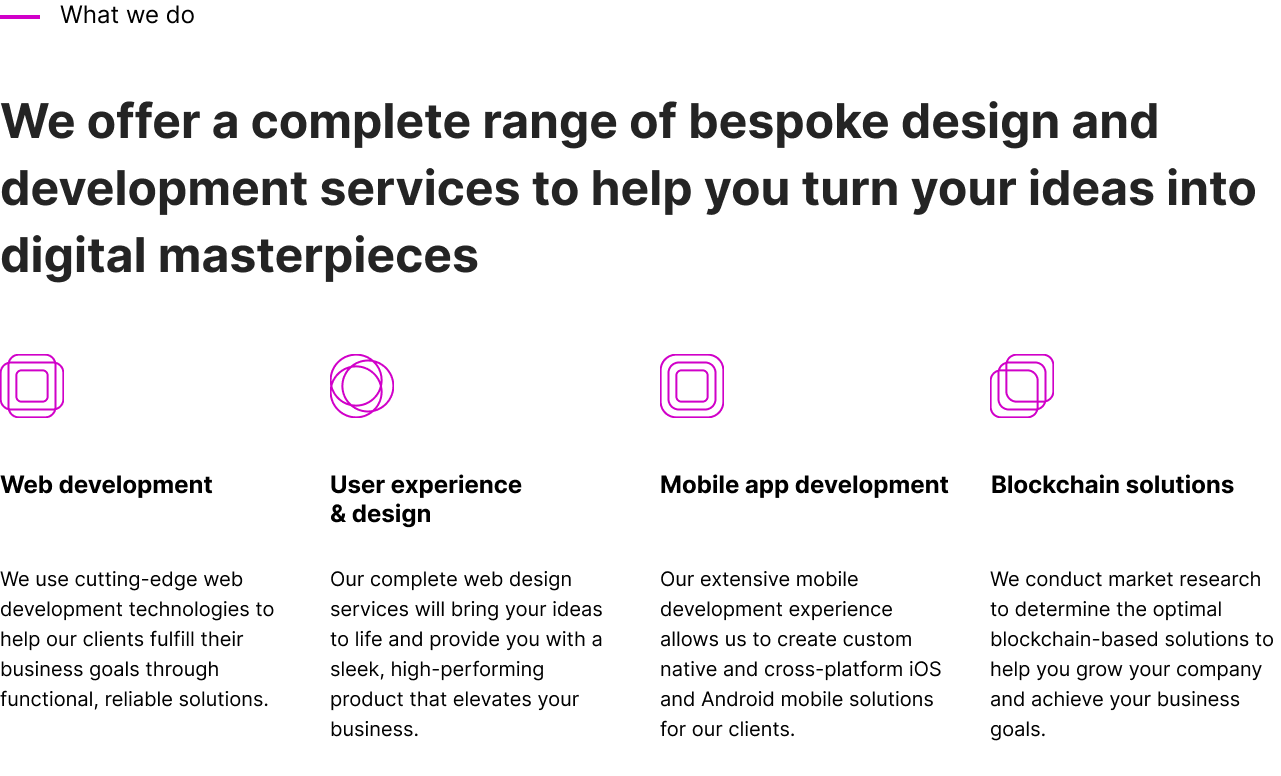 What we do
We offer a complete range of bespoke design and
development services to help you turn your ideas into
digital masterpieces
Web development
We use cutting-edge web
development technologies to
help our clients fulfill their
business goals through
functional, reliable solutions.
User experience
& design
Our complete web design
services will bring your ideas
to life and provide you with a
sleek, high-performing
product that elevates your
business.
Mobile app development
Our extensive mobile
development experience
allows us to create custom
native and cross-platform iOS
and Android mobile solutions
for our clients.
Blockchain solutions
We conduct market research
to determine the optimal
blockchain-based solutions to
help you grow your company
and achieve your business
goals.